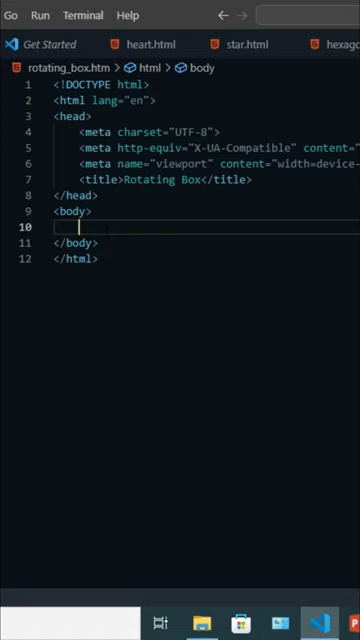 Go Run Terminal Help
Get Started heart.html star.html hexago
rotating_box.htm > html > body
1 <!DOCTYPE html>
2 <html lang="en">
3 <head>
4 <meta charset="UTF-8">
5 <meta http-equiv="X-UA-Compatible" content="
6 <meta name="viewport" content="width=device-
7 <title>Rotating Box</title>
8 </head>
9 <body>
10
11 </body>
12 </html>